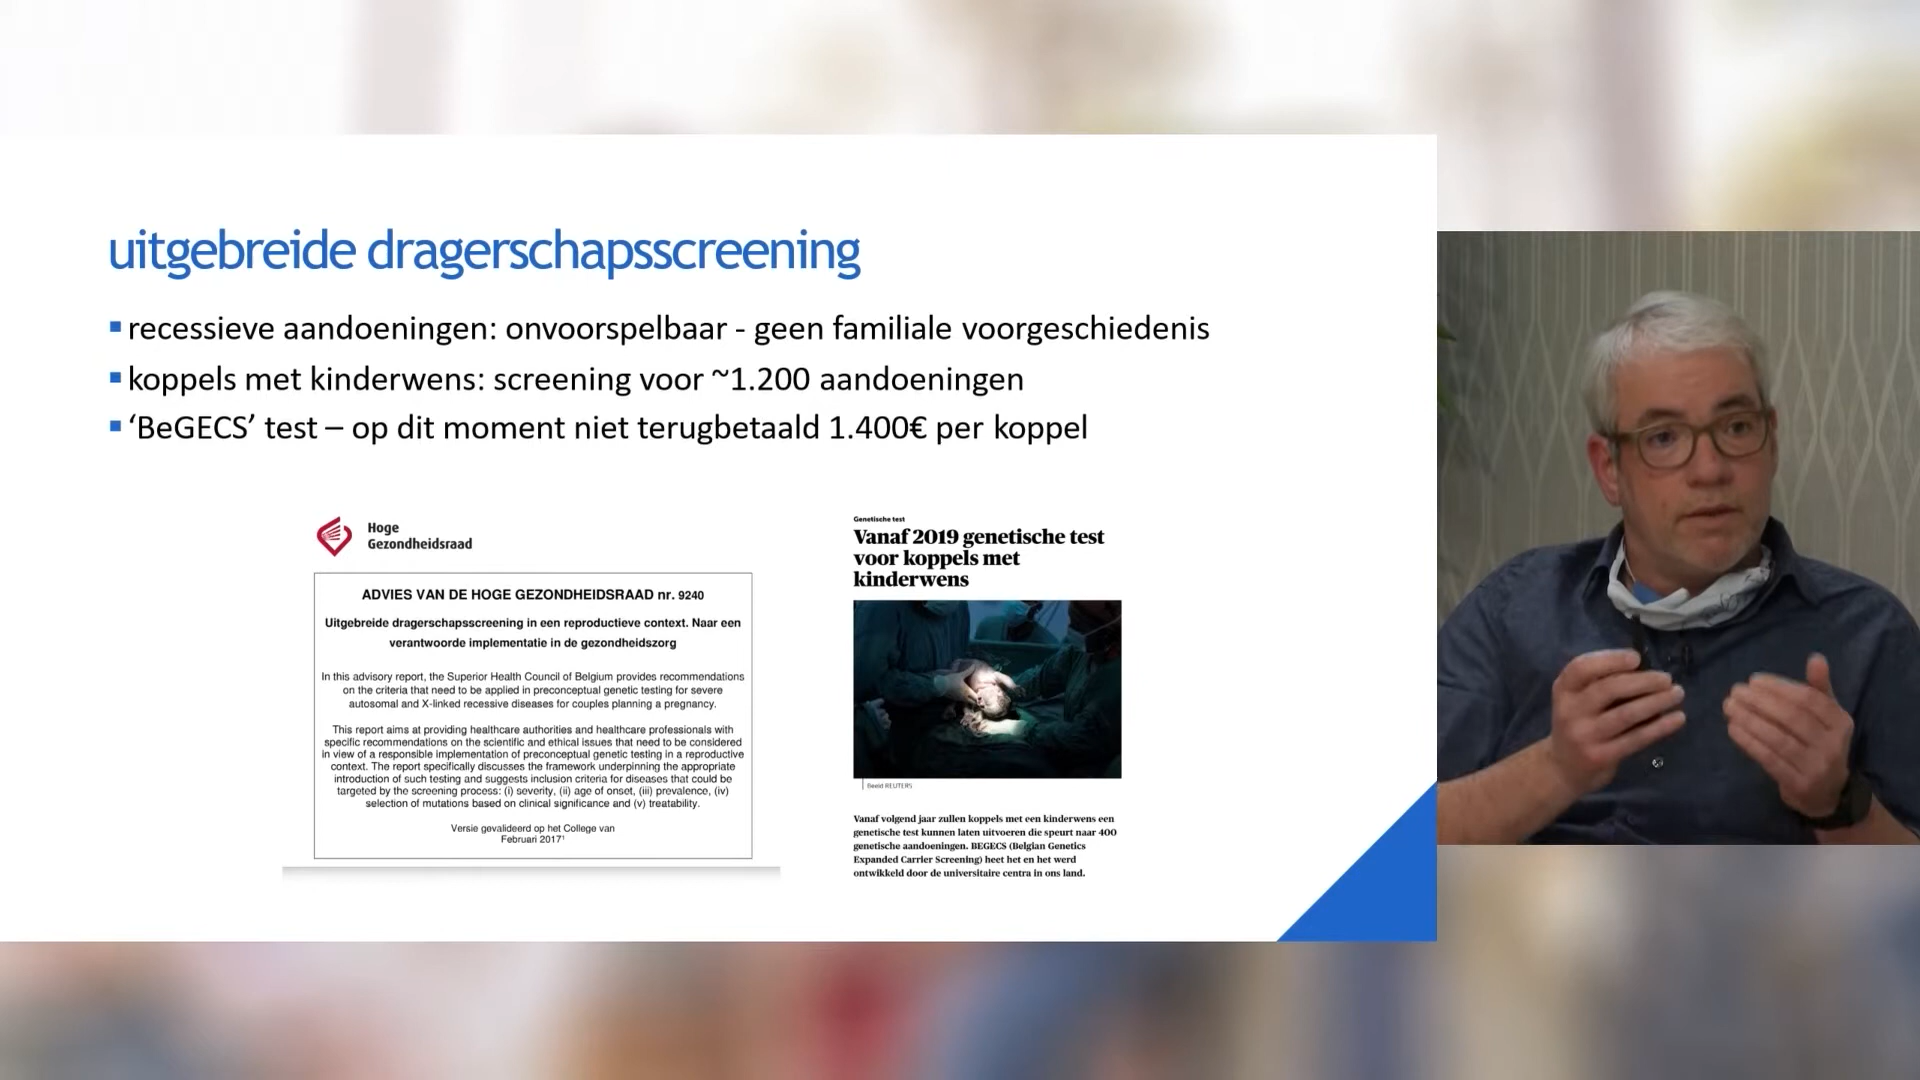 uitgebreide dragerschapsscreening
▪recessieve aandoeningen: onvoorspelbaar - geen familiale voorgeschiedenis
▪koppels met kinderwens: screening voor ~1.200 aandoeningen
▪‘BeGECS’ test – op dit moment niet terugbetaald 1.400€ per koppel
Hoge
Gezondheidsraad
ADVIES VAN DE HOGE GEZONDHEIDSRAAD nr. 9240
Uitgebreide dragerschapsscreening in een reproductieve context. Naar een
verantwoorde implementatie in de gezondheidszorg
In this advisory report, the Superior Health Council of Belgium provides recommendations
on the criteria that need to be applied in preconceptual genetic testing for severe
autosomal and X-linked recessive diseases for couples planning a pregnancy.
This report aims at providing healthcare authorities and healthcare professionals with
specific recommendations on the scientific and ethical issues that need to be considered
in view of a responsible implementation of preconceptual genetic testing in a reproductive
context. The report specifically discusses the framework underpinning the appropriate
introduction of such testing and suggests inclusion criteria for diseases that could be
targeted by the screening process: (i) severity, (ii) age of onset, (iii) prevalence, (iv)
selection of mutations based on clinical significance and (v) treatability.
Versie gevalideerd op het College van
Februari 2017¹
Genetische test
Vanaf 2019 genetische test
voor koppels met
kinderwens
Beeld REUTERS
Vanaf volgend jaar zullen koppels met een kinderwens een
genetische test kunnen laten uitvoeren die speurt naar 400
genetische aandoeningen. BEGECS (Belgian Genetics
Expanded Carrier Screening) heet het en het werd
ontwikkeld door de universitaire centra in ons land.